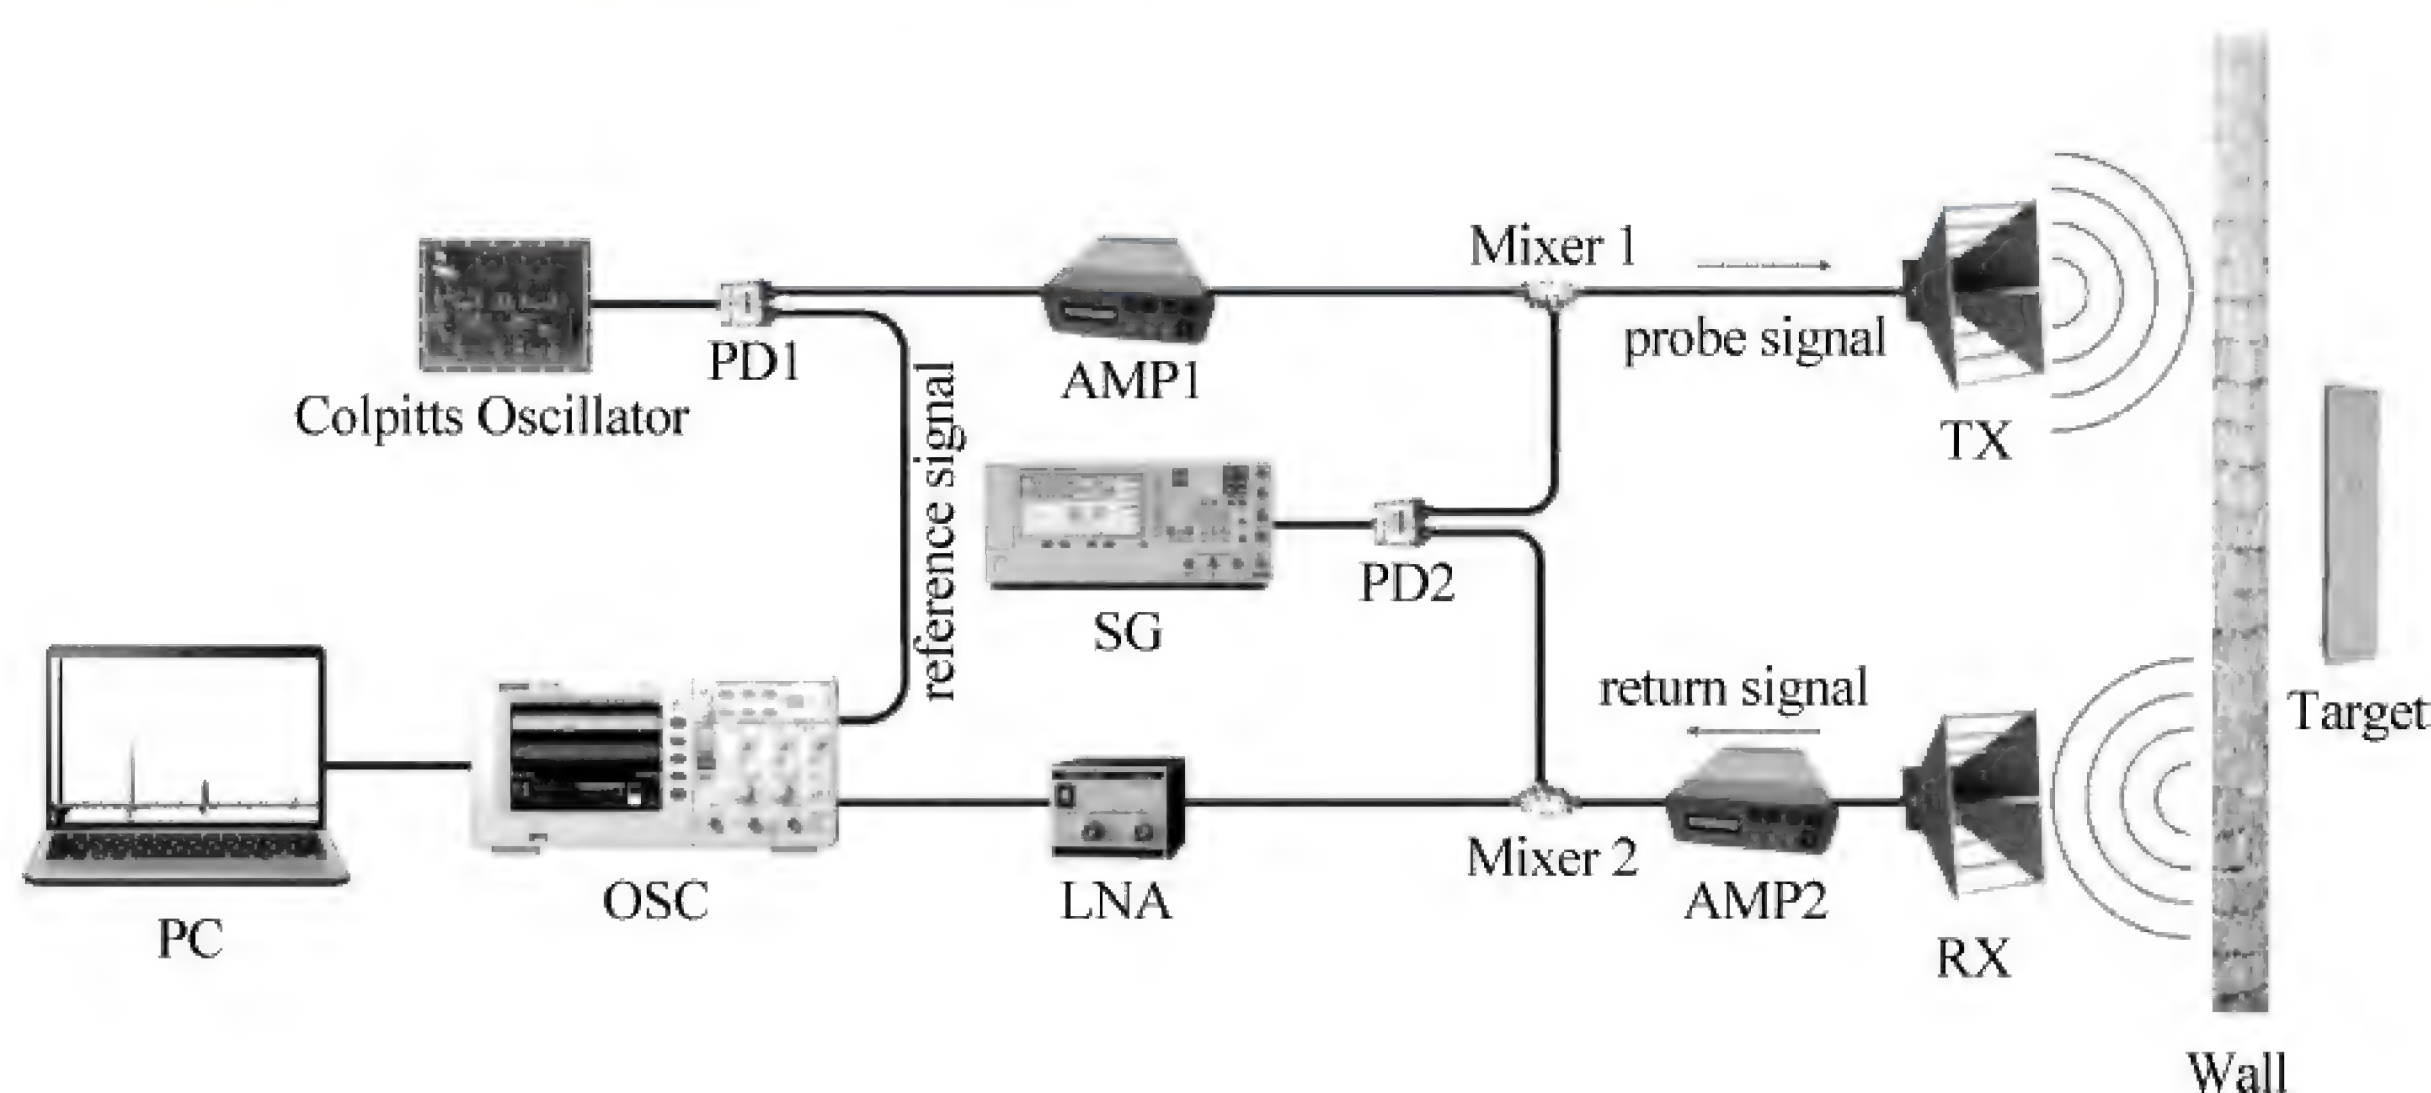 Mixer 1
probe signal
PD1
AMP1
Colpitts Oscillator
reference signal
TX
SG
PD2
return signal
Target
Mixer 2
OSC
LNA
AMP2
PC
RX
Wall